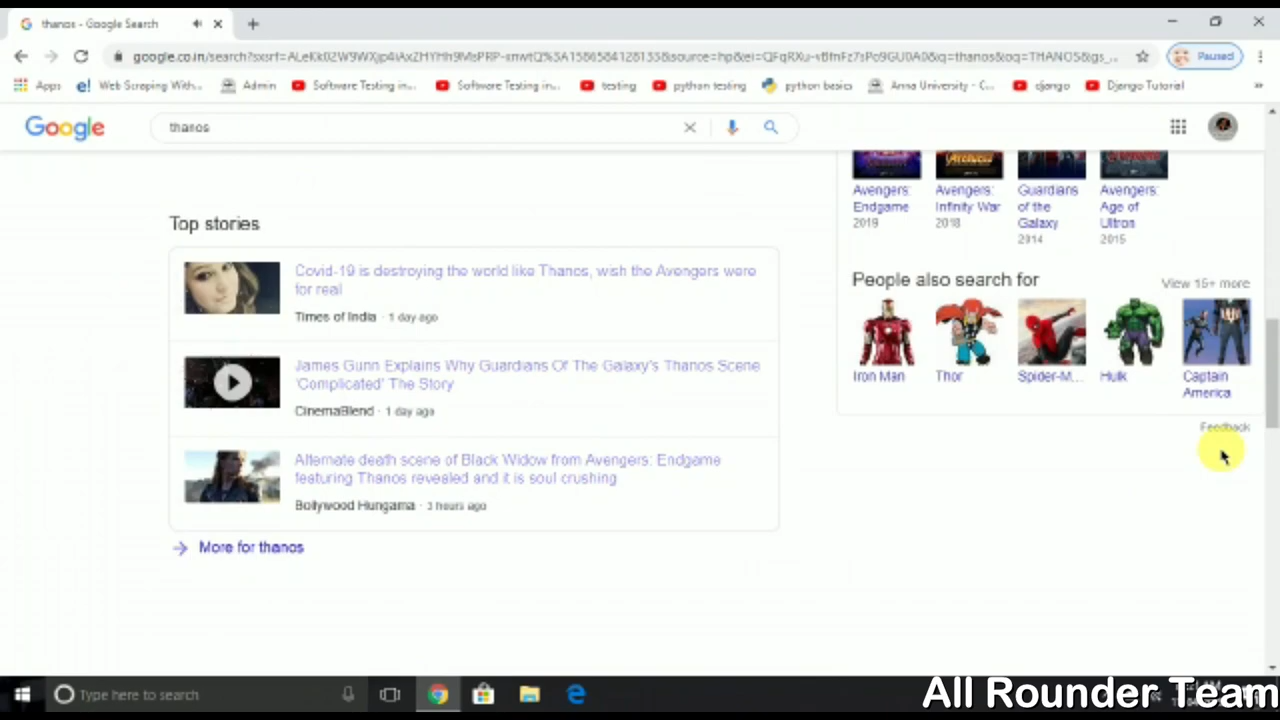 thanos - Google Search
google.co.in/search?
Apps
Web Scraping With...
Admin
Software Testing in...
Software Testing in...
testing
python testing
python basics
Anna University - C...
django
Django Tutorial
»
Paused
Google
thanos
Avengers:
Endgame
2019
Avengers:
Infinity War
2018
Guardians
of the
Galaxy
2014
Avengers:
Age of
Ultron
2015
Top stories
Covid-19 is destroying the world like Thanos, wish the Avengers were
for real
Times of India · 1 day ago
James Gunn Explains Why Guardians Of The Galaxy's Thanos Scene
'Complicated' The Story
CinemaBlend · 1 day ago
Alternate death scene of Black Widow from Avengers: Endgame
featuring Thanos revealed and it is soul crushing
Bollywood Hungama · 3 hours ago
More for thanos
People also search for
View 15+ more
Iron Man
Thor
Spider-M...
Hulk
Captain
America
Feedback
Type here to search
All Rounder Team